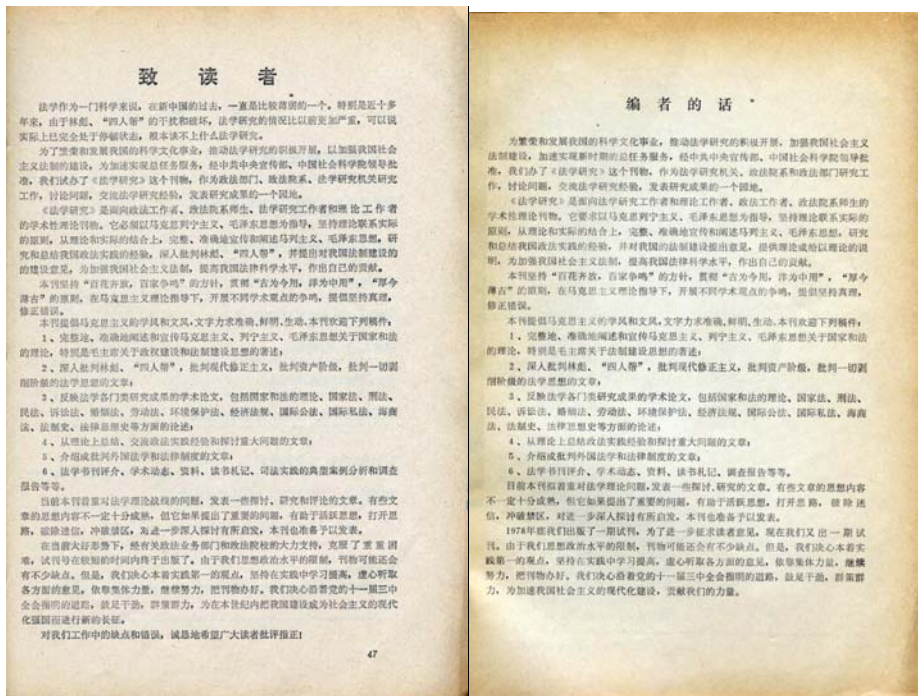 致 读 者
法学作为一门科学来说，在新中国的过去，一直是比较薄弱的一个。特别是近十多
年来，由于林彪、“四人帮”的干扰和破坏，法学研究的情况比以前更加严重，可以说
实际上已完全处于停顿状态，根本谈不上什么法学研究。
为了繁荣和发展我国的科学文化事业，推动法学研究的积极开展，以加强我国社会
主义法制的建设，为加速实现总任务服务，经中共中央宣传部、中国社会科学院领导批
准，我们试办了《法学研究》这个刊物，作为政法部门、政法院系、法学研究机关研究
工作，讨论问题，交流法学研究经验，发表研究成果的一个园地。
《法学研究》是面向政法工作者、政法院系师生、法学研究工作者和理论工作者
的学术性理论刊物。它必须以马克思列宁主义、毛泽东思想为指导，坚持理论联系实际
的原则，从理论和实际的结合上，完整、准确地宣传和阐述马列主义、毛泽东思想，研
究和总结我国政法实践的经验，深入批判林彪、“四人帮”，并提出对我国法制建设的
的建设意见，为加强我国社会主义法制，提高我国法律科学水平，作出自己的贡献。
本刊坚持“百花齐放，百家争鸣”的方针，贯彻“古为今用，洋为中用”，“厚今
薄古”的原则，在马克思主义理论指导下，开展不同学术观点的争鸣，提倡坚持真理，
修正错误。
本刊提倡马克思主义的学风和文风，文字力求准确、鲜明、生动。本刊欢迎下列稿件：
1、完整地、准确地阐述和宣传马克思主义、列宁主义、毛泽东思想关于国家和法
的理论，特别是毛主席关于政权建设和法制建设思想的著述；
2、深入批判林彪、“四人帮”，批判现代修正主义，批判资产阶级，批判一切剥
削阶级的法学思想的文章；
3、反映法学各门类研究成果的学术论文，包括国家和法的理论、国家法、刑法、
民法、诉讼法、婚姻法、劳动法、环境保护法、经济法规、国际公法、国际私法、海商
法、法制史、法律思想史等方面的论述；
4、从理论上总结、交流政法实践经验和探讨重大问题的文章；
5、介绍或批判外国法学和法律制度的文章；
6、法学书刊评介、学术动态、资料、读书札记、司法实践的典型案例分析和调查
报告等等。
目前本刊着重对法学理论战线的问题，发表一些探讨、研究和评论的文章。有些文
章的思想内容不一定十分成熟，但它如果提出了重要的问题，有助于活跃思想，打开思
路，破除迷信，冲破禁区，对进一步深入探讨有所启发，本刊也准备予以发表。
在当前大好形势下，经有关政法业务部门和政法院校的大力支持，克服了重重困
难，试刊号在较短的时间内终于出版了。由于我们思想政治水平的限制，刊物可能还会
有不少缺点。但是，我们决心本着实践第一的观点，坚持在实践中学习提高，虚心听取
各方面的意见，依靠集体力量，继续努力，把刊物办好。我们决心沿着党的十一届三中
全会指明的道路，鼓足干劲，群策群力，为在本世纪内把我国建设成为社会主义的现代
化强国而进行新的长征。
对我们工作中的缺点和错误，诚恳地希望广大读者批评指正！
47
编 者 的 话
为繁荣和发展我国的科学文化事业，推动法学研究的积极开展，加强我国社会主义
法制建设，加速实现新时期的总任务服务，经中共中央宣传部、中国社会科学院领导批
准，我们试办了《法学研究》这个刊物，作为法学研究机关、政法院系和政法部门研究工
作，讨论问题，交流法学研究经验，发表研究成果的一个园地。
《法学研究》是面向法学研究工作者和理论工作者、政法工作者、政法院系师生的
学术性理论刊物。它要求以马克思列宁主义、毛泽东思想为指导，坚持理论联系实际的
原则，从理论和实际的结合上，完整、准确地宣传和阐述马列主义、毛泽东思想，研究
和总结我国政法实践的经验，并对我国的法制建设提出意见，提供理论或给以理论的说
明，为加强我国社会主义法制，提高我国法律科学水平，作出自己的贡献。
本刊坚持“百花齐放，百家争鸣”的方针，贯彻“古为今用，洋为中用”，“厚今
薄古”的原则，在马克思主义理论指导下，开展不同学术观点的争鸣，提倡坚持真理，
修正错误。
本刊提倡马克思主义的学风和文风，文字力求准确、鲜明、生动。本刊欢迎下列稿件：
1、完整地、准确地阐述和宣传马克思主义、列宁主义、毛泽东思想关于国家和法
的理论，特别是毛主席关于法制建设思想的著述；
2、深入批判林彪、“四人帮”，批判现代修正主义，批判资产阶级，批判一切剥
削阶级的法学思想的文章；
3、反映法学各门类研究成果的学术论文，包括国家和法的理论、国家法、刑法、
民法、诉讼法、婚姻法、劳动法、环境保护法、经济法规、国际公法、国际私法、海商
法、法制史、法律思想史等方面的论述；
4、从理论上总结政法实践经验和探讨重大问题的文章；
5、介绍或批判外国法学和法律制度的文章；
6、法学书刊评介、学术动态、资料、读书札记、调查报告等等。
目前本刊拟着重对法学理论问题，发表一些探讨、研究的文章。有些文章的思想内容
不一定十分成熟，但它如果提出了重要的问题，有助于活跃思想，打开思路，破除迷
信，冲破禁区，对进一步深入探讨有所启发，本刊也准备予以发表。
1978年底我们出版了一期试刊，为了进一步征求读者意见，现在我们又出一期试
刊。由于我们思想政治水平的限制，刊物可能还会有不少缺点。但是，我们决心本着实
践第一的观点，坚持在实践中学习提高，虚心听取各方面的意见，依靠集体力量，继续
努力，把刊物办好。我们决心沿着党的十一届三中全会指明的道路，鼓足干劲，群策群
力，为加速我国社会主义的现代化建设，贡献我们的力量。